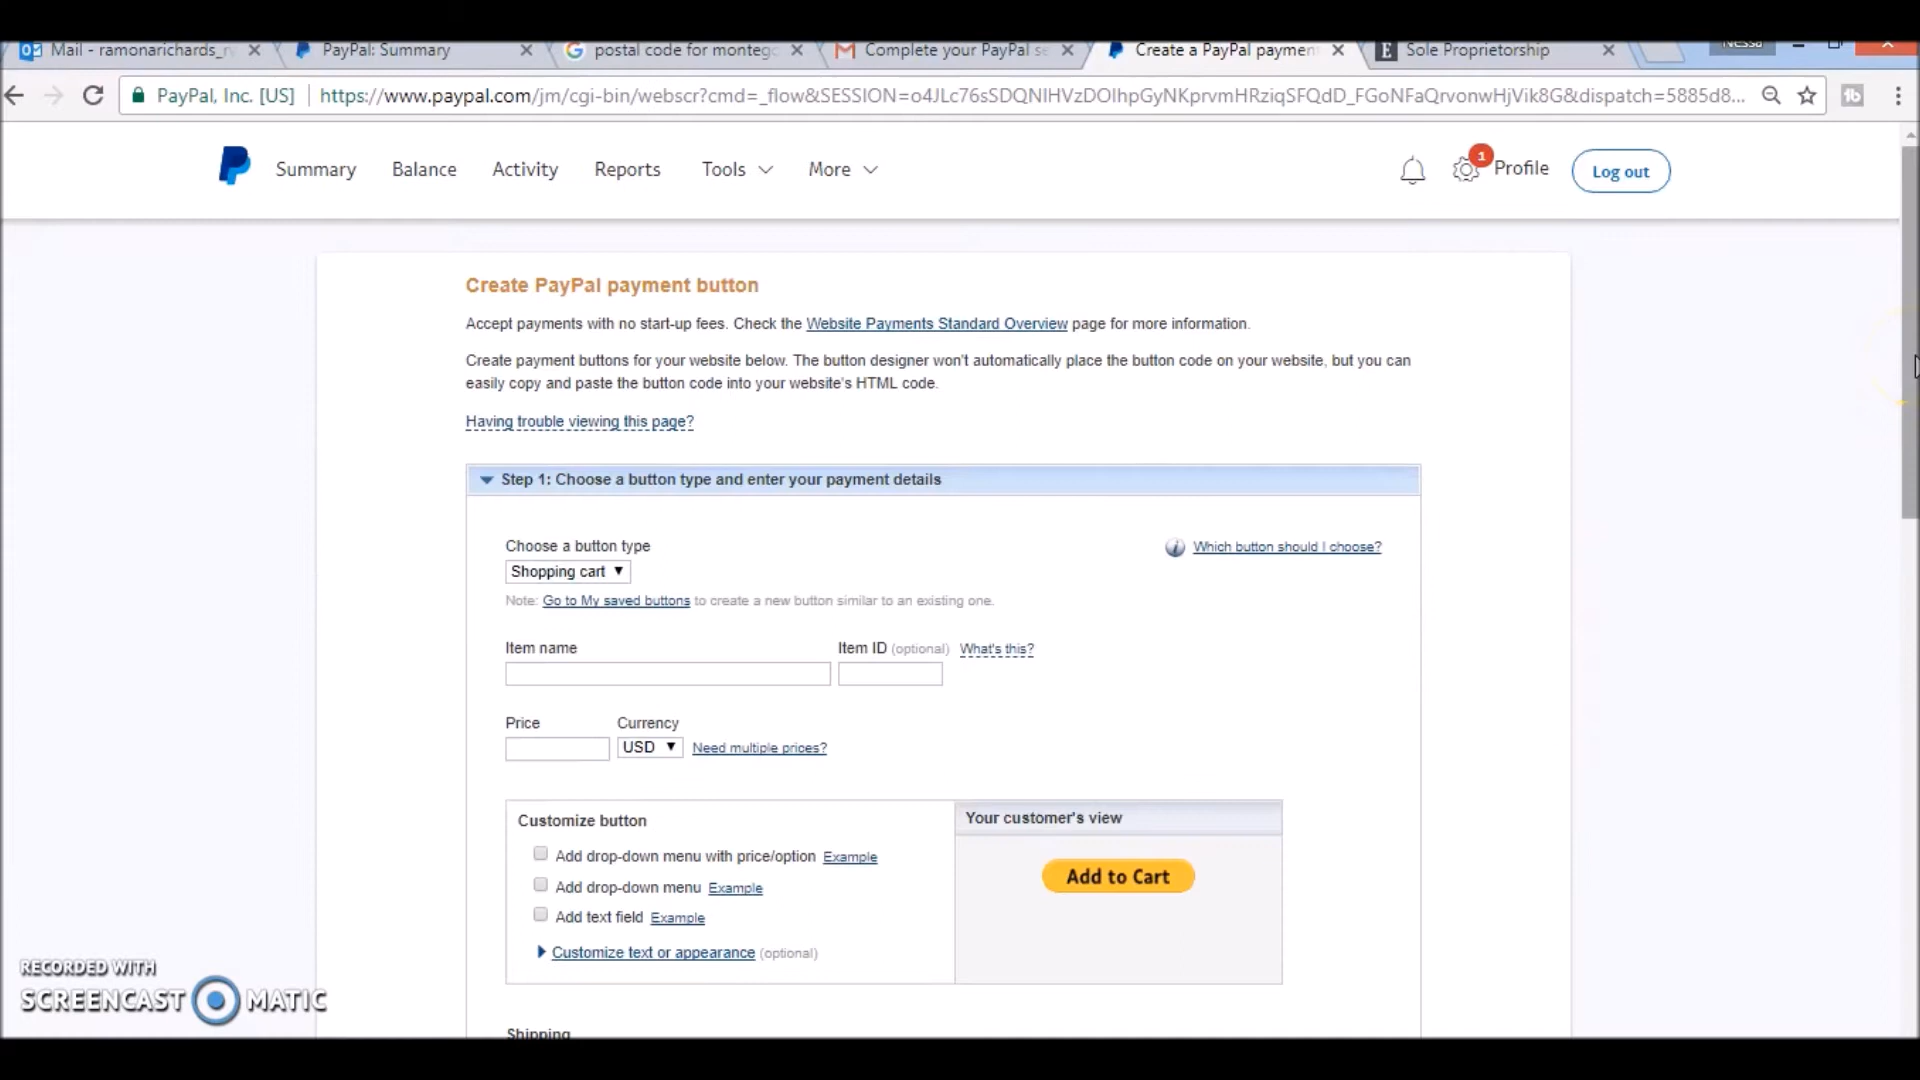 Mail - ramonarichards_r
PayPal: Summary
postal code for montego
Complete your PayPal se
Create a PayPal paymen
Sole Proprietorship
Nessa
PayPal, Inc. [US]
https://www.paypal.com/jm/cgi-bin/webscr?cmd=_flow&SESSION=o4JLc76sSDQNIHVzDOlhpGyNKprvmHRziqSFQdD_FGoNFaQrvonwHjVik8G&dispatch=5885d8...
Summary
Balance
Activity
Reports
Tools
More
1
Profile
Log out
Create PayPal payment button
Accept payments with no start-up fees. Check the Website Payments Standard Overview page for more information.
Create payment buttons for your website below. The button designer won't automatically place the button code on your website, but you can
easily copy and paste the button code into your website's HTML code.
Having trouble viewing this page?
Step 1: Choose a button type and enter your payment details
Choose a button type
Which button should I choose?
Shopping cart
Note: Go to My saved buttons to create a new button similar to an existing one.
Item name
Item ID (optional) What's this?
Price
Currency
USD
Need multiple prices?
Customize button
Your customer's view
Add drop-down menu with price/option Example
Add to Cart
Add drop-down menu Example
Add text field Example
Customize text or appearance (optional)
Shipping
RECORDED WITH
SCREENCAST MATIC